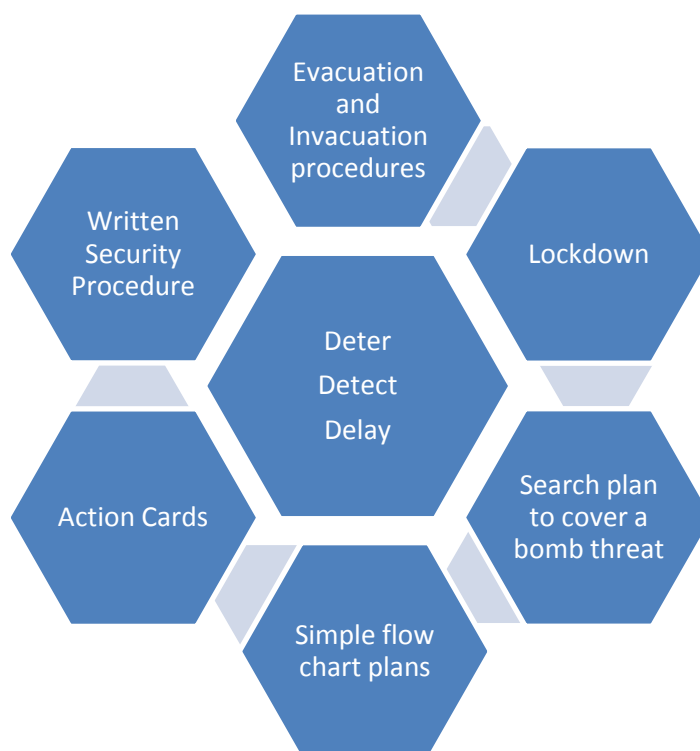 Evacuation
and
Invacuation
procedures
Written
Security
Procedure
Lockdown
Deter
Detect
Delay
Action Cards
Search plan
to cover a
bomb threat
Simple flow
chart plans